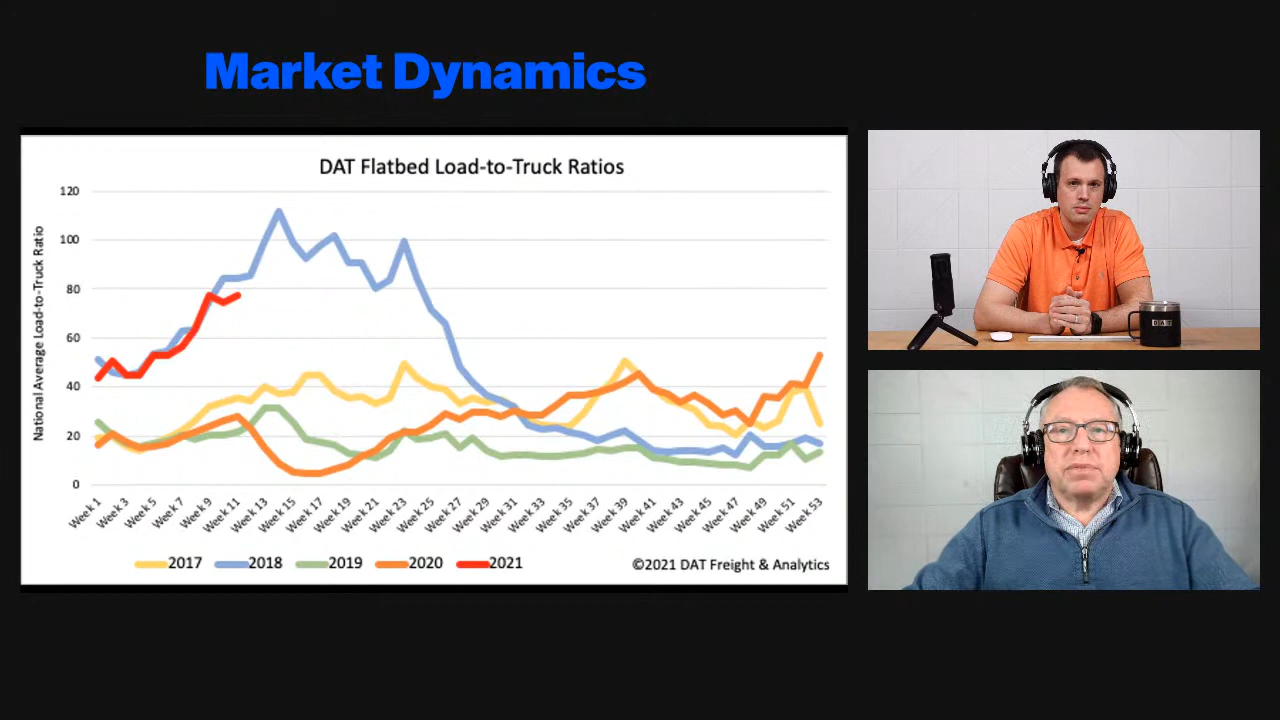 Market Dynamics
DAT Flatbed Load-to-Truck Ratios
National Average Load-to-Truck Ratio
120
100
80
60
40
20
0
Week 1
Week 3
Week 5
Week 7
Week 9
Week 11
Week 13
Week 15
Week 17
Week 19
Week 21
Week 23
Week 25
Week 27
Week 29
Week 31
Week 33
Week 35
Week 37
Week 39
Week 41
Week 43
Week 45
Week 47
Week 49
Week 51
Week 53
2017 2018 2019 2020 2021
©2021 DAT Freight & Analytics
DAT